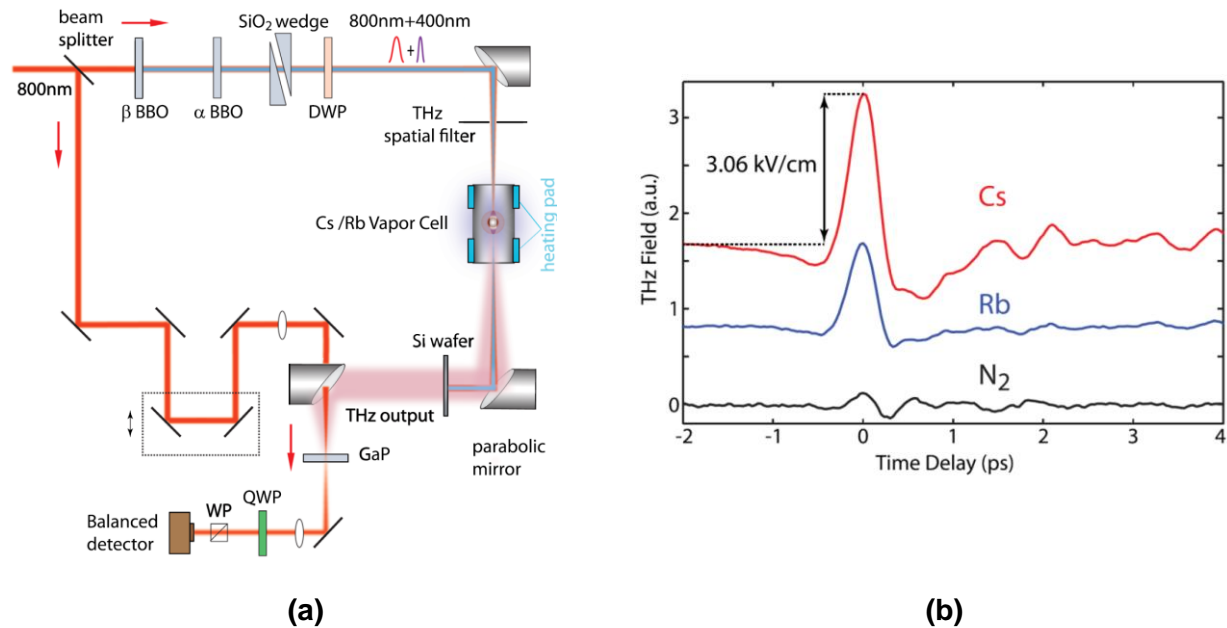 beam
splitter
SiO₂ wedge
800nm+400nm
+
800nm
β BBO
α BBO
DWP
THz
spatial filter
Cs /Rb Vapor Cell
heating pad
Si wafer
THz output
parabolic
mirror
GaP
QWP
WP
Balanced
detector
(a)
3.06 kV/cm
Cs
Rb
N₂
THz Field (a.u.)
3
2
1
0
-2
-1
0
1
2
3
4
Time Delay (ps)
(b)